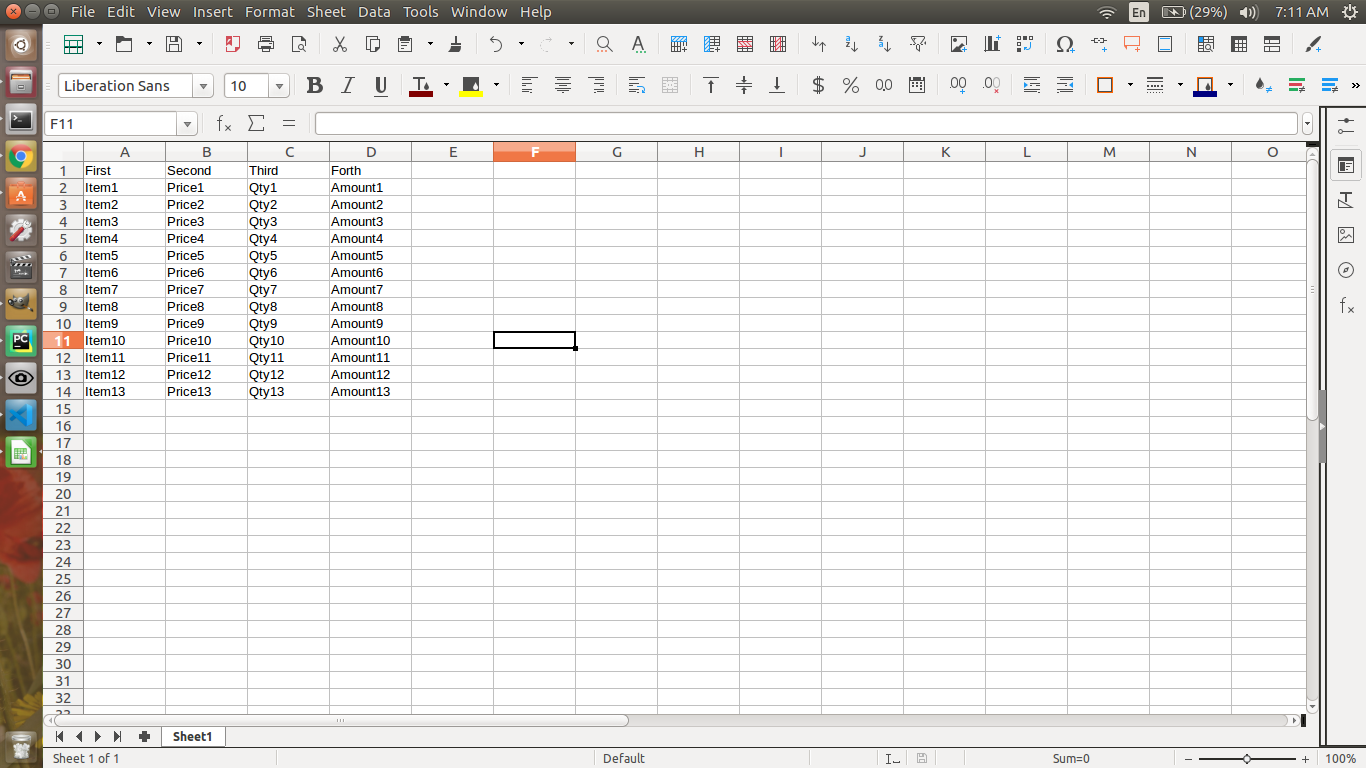 File Edit View Insert Format Sheet Data Tools Window Help En (29%) 7:11 AM
Liberation Sans 10
F11
A B C D E F G H I J K L M N O
1 First Second Third Forth
2 Item1 Price1 Qty1 Amount1
3 Item2 Price2 Qty2 Amount2
4 Item3 Price3 Qty3 Amount3
5 Item4 Price4 Qty4 Amount4
6 Item5 Price5 Qty5 Amount5
7 Item6 Price6 Qty6 Amount6
8 Item7 Price7 Qty7 Amount7
9 Item8 Price8 Qty8 Amount8
10 Item9 Price9 Qty9 Amount9
11 Item10 Price10 Qty10 Amount10
12 Item11 Price11 Qty11 Amount11
13 Item12 Price12 Qty12 Amount12
14 Item13 Price13 Qty13 Amount13
15
16
17
18
19
20
21
22
23
24
25
26
27
28
29
30
31
32
Sheet1
Sheet 1 of 1 Default Sum=0 100%